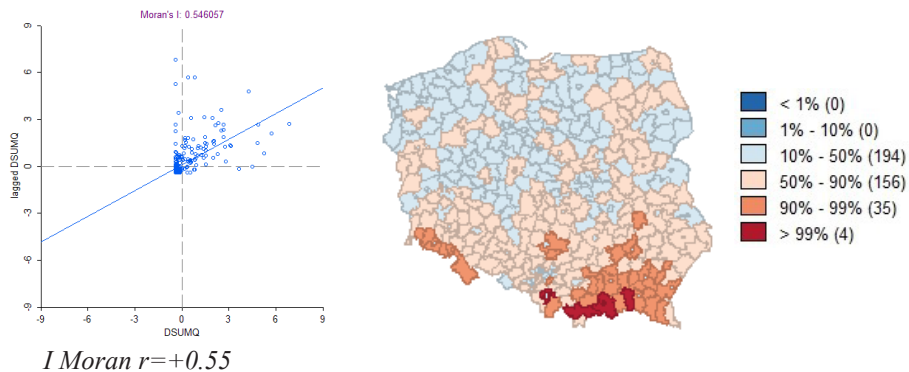 Moran's I: 0.546057
9
6
3
0
-3
-6
-9
lagged DSUMQ
-9 -6 -3 0 3 6 9
DSUMQ
I Moran r=+0.55
< 1% (0)
1% - 10% (0)
10% - 50% (194)
50% - 90% (156)
90% - 99% (35)
> 99% (4)